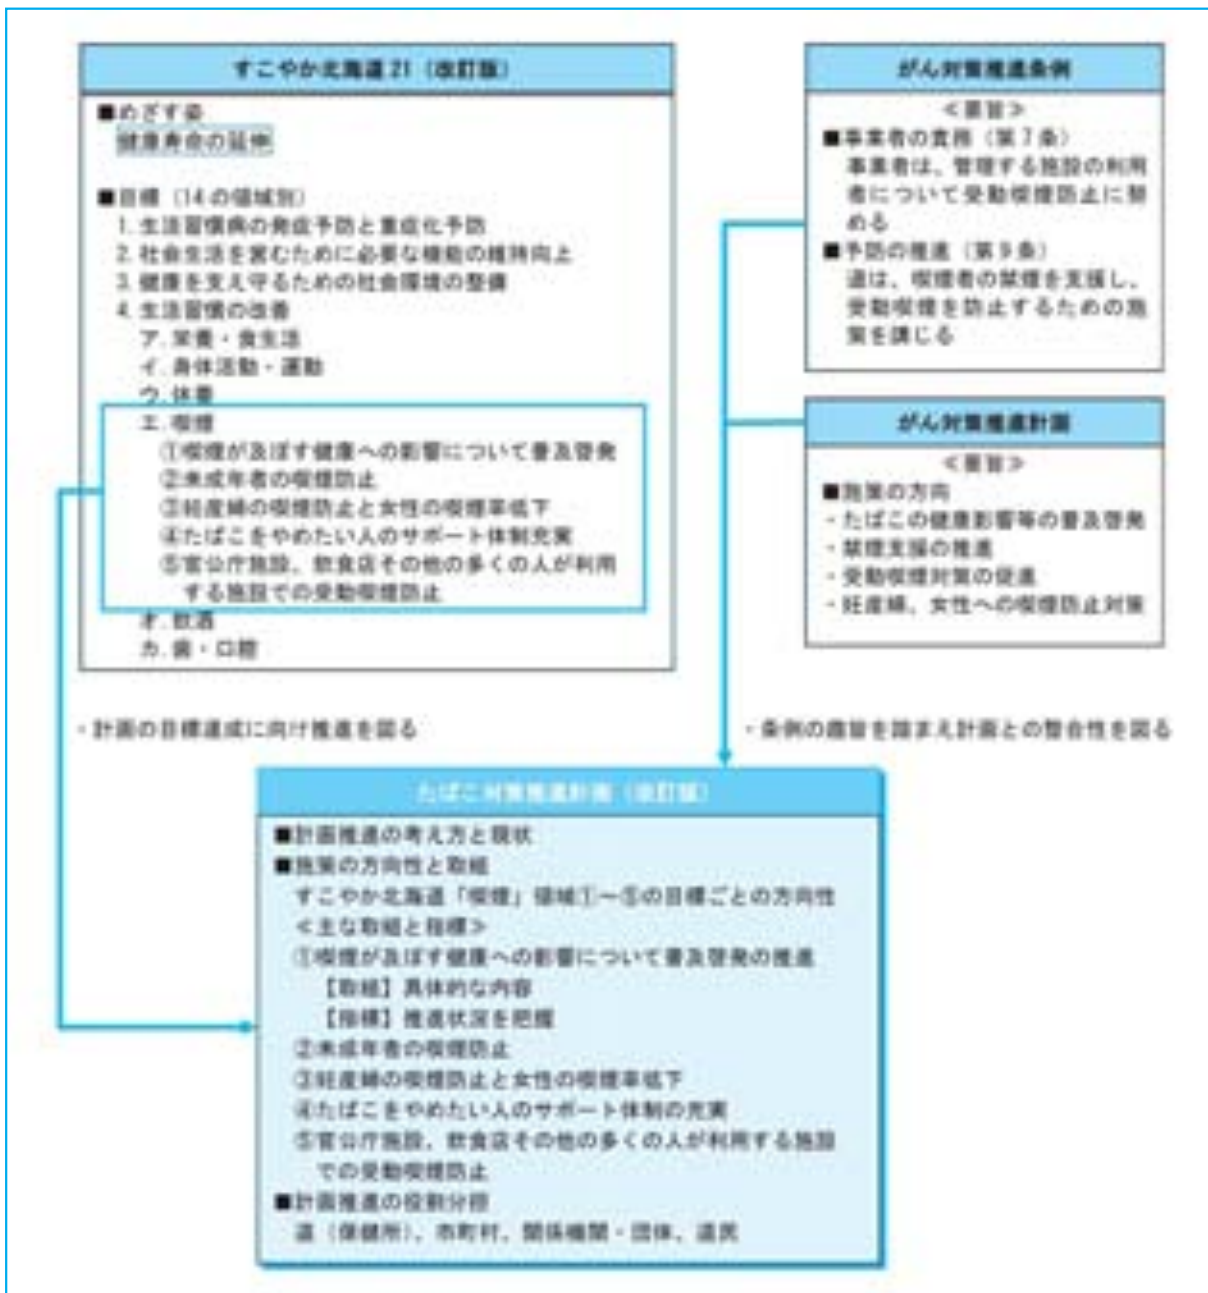 すこやか北海道21（改訂版）
■めざす姿
健康寿命の延伸
■目標（14の領域別）
1. 生活習慣病の発症予防と重症化予防
2. 社会生活を営むために必要な機能の維持向上
3. 健康を支え守るための社会環境の整備
4. 生活習慣の改善
ア. 栄養・食生活
イ. 身体活動・運動
ウ. 休養
エ. 喫煙
①喫煙が及ぼす健康への影響について普及啓発
②未成年者の喫煙防止
③妊産婦の喫煙防止と女性の喫煙率低下
④たばこをやめたい人のサポート体制充実
⑤官公庁施設、飲食店その他の多くの人が利用
する施設での受動喫煙防止
オ. 飲酒
カ. 歯・口腔
がん対策推進条例
＜要旨＞
■事業者の責務（第7条）
事業者は、管理する施設の利用
者について受動喫煙防止に努
める
■予防の推進（第9条）
道は、喫煙者の禁煙を支援し、
受動喫煙を防止するための施
策を講じる
がん対策推進計画
＜要旨＞
■施策の方向
・たばこの健康影響等の普及啓発
・禁煙支援の推進
・受動喫煙対策の促進
・妊産婦、女性への喫煙防止対策
・計画の目標達成に向け推進を図る
・条例の趣旨を踏まえ計画との整合性を図る
たばこ対策推進計画（改訂版）
■計画推進の考え方と現状
■施策の方向性と取組
すこやか北海道「喫煙」領域①～⑤の目標ごとの方向性
＜主な取組と指標＞
①喫煙が及ぼす健康への影響について普及啓発の推進
【取組】具体的な内容
【指標】推進状況を把握
②未成年者の喫煙防止
③妊産婦の喫煙防止と女性の喫煙率低下
④たばこをやめたい人のサポート体制の充実
⑤官公庁施設、飲食店その他の多くの人が利用する施設
での受動喫煙防止
■計画推進の役割分担
道（保健所）、市町村、関係機関・団体、道民